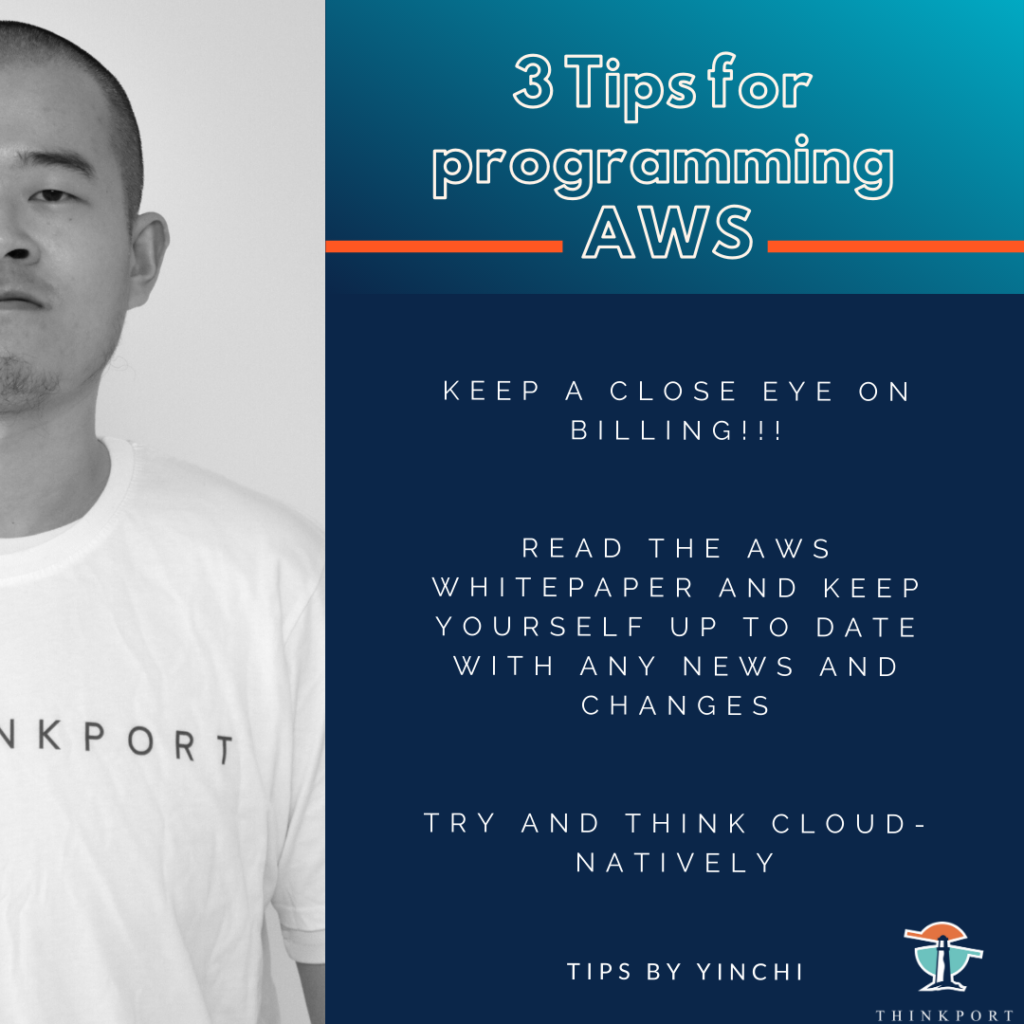 3 Tips for
programming
AWS
KEEP A CLOSE EYE ON
BILLING!!!
READ THE AWS
WHITEPAPER AND KEEP
YOURSELF UP TO DATE
WITH ANY NEWS AND
CHANGES
TRY AND THINK CLOUD-
NATIVELY
TIPS BY YINCHI
THINKPORT
NKPORT